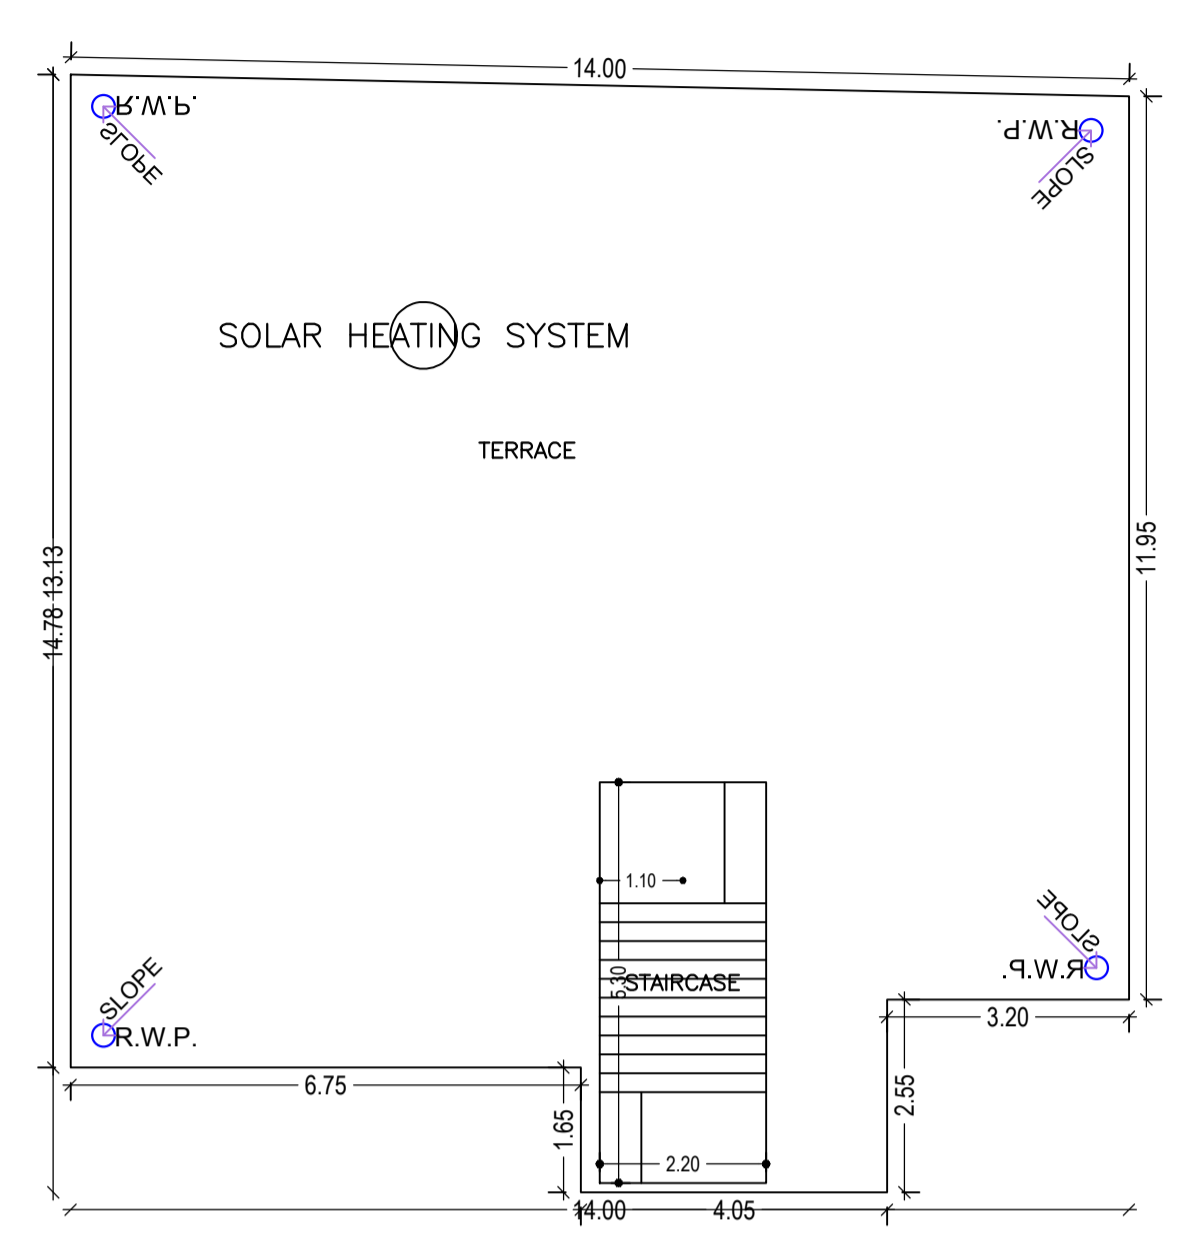 14.00
R.W.P.
R.W.P.
SLOPE
SLOPE
SOLAR HEATING SYSTEM
TERRACE
11.95
13.13
14.78
1.10
SLOPE
SLOPE
R.W.P.
5.30
STAIRCASE
3.20
R.W.P.
6.75
2.55
1.65
2.20
14.00
4.05